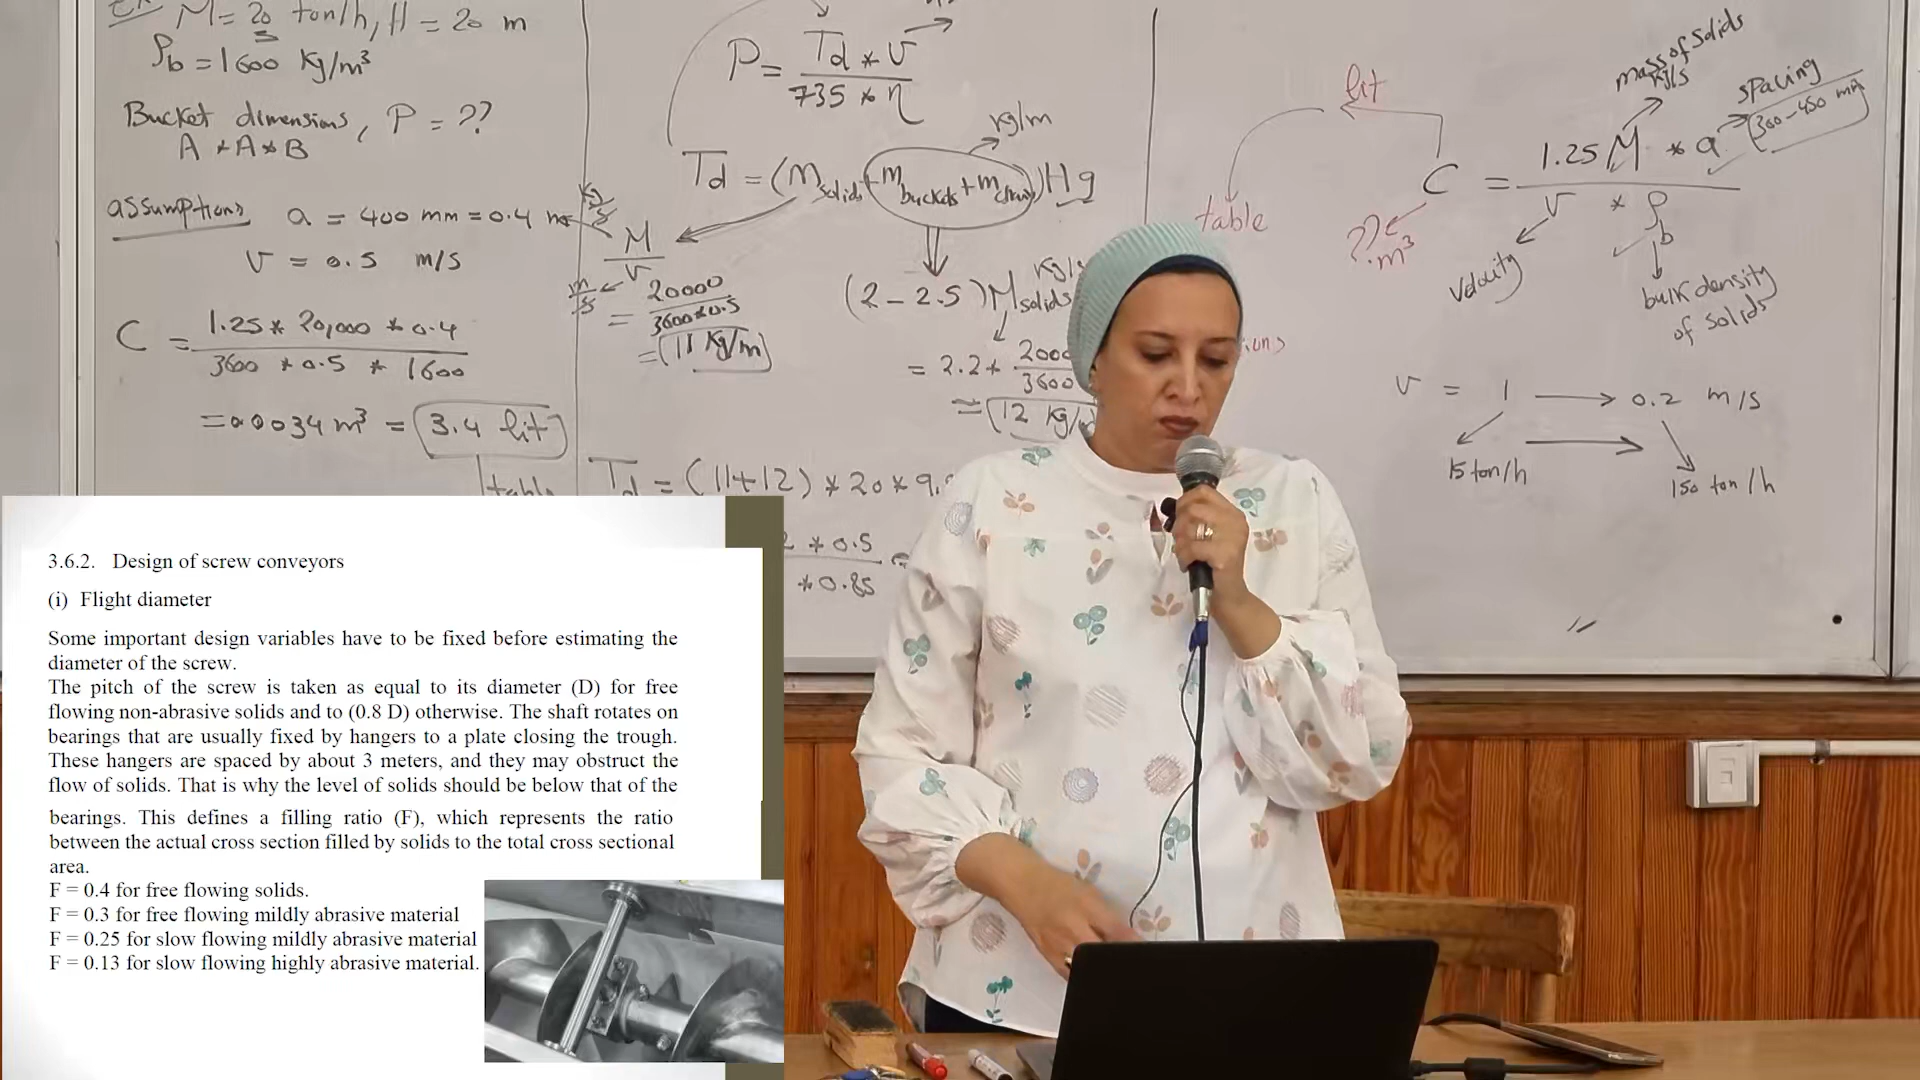 Ex M = 20 ton/h, H = 20 m
ρb = 1600 Kg/m³
Bucket dimensions, P = ??
A * A * B
assumptions a = 400 mm = 0.4 m
v = 0.5 m/s
C = 1.25 * 20,000 * 0.4
3600 * 0.5 * 1600
= 0.0034 m³ = 3.4 lit
table
P = Td * v
735 * η
kg/m
Td = (m solids + m buckets + m chain) H g
kg/s
M
v
m/s
= 20000
3600 * 0.5
= (11 Kg/m)
Kg/s
(2 - 2.5) M solids
= 2.2 *
3600
≈ 12 Kg/m
Td = (11+12) * 20 * 9.
* 0.5
* 0.85
lit
table
C = 1.25 M * a
v * ρb
mass of solids
kg/s
spacing
300 - 450 mm
?? m³
velocity
bulk density
of solids
v = 1 → 0.2 m/s
15 ton/h
150 ton/h
3.6.2. Design of screw conveyors
(i) Flight diameter
Some important design variables have to be fixed before estimating the
diameter of the screw.
The pitch of the screw is taken as equal to its diameter (D) for free
flowing non-abrasive solids and to (0.8 D) otherwise. The shaft rotates on
bearings that are usually fixed by hangers to a plate closing the trough.
These hangers are spaced by about 3 meters, and they may obstruct the
flow of solids. That is why the level of solids should be below that of the
bearings. This defines a filling ratio (F), which represents the ratio
between the actual cross section filled by solids to the total cross sectional
area.
F = 0.4 for free flowing solids.
F = 0.3 for free flowing mildly abrasive material
F = 0.25 for slow flowing mildly abrasive material
F = 0.13 for slow flowing highly abrasive material.